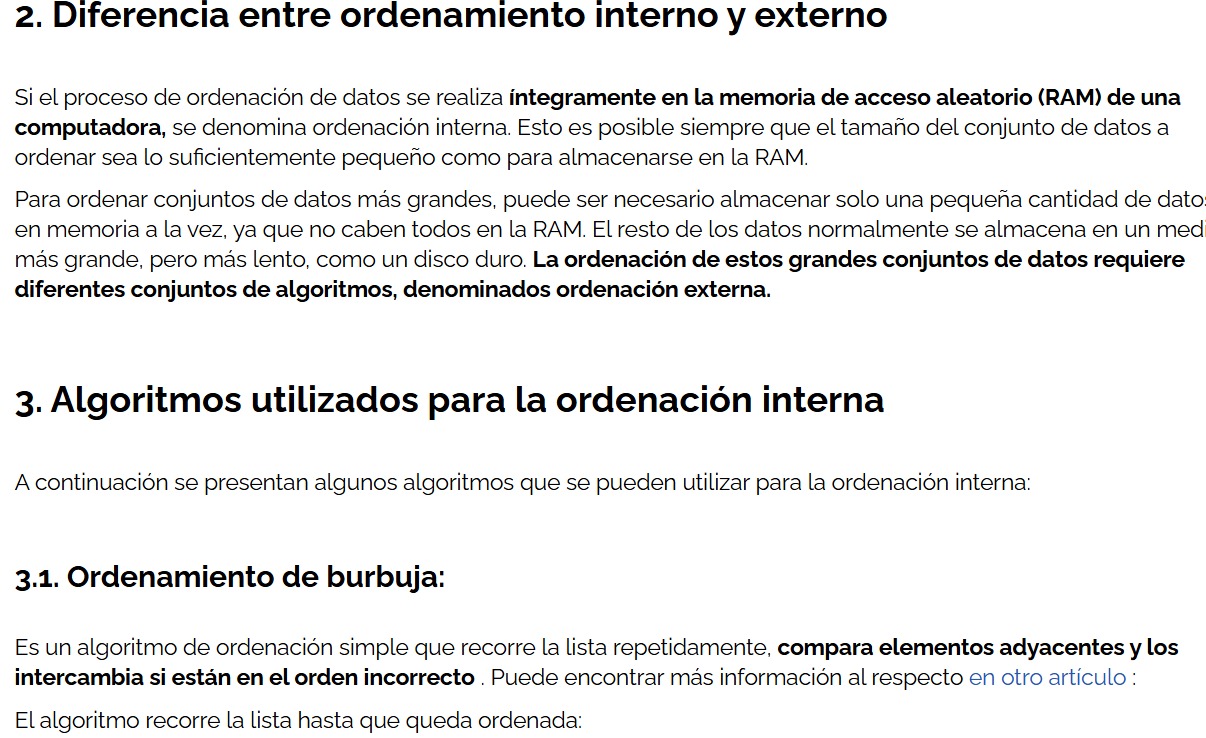 2. Diferencia entre ordenamiento interno y externo
Si el proceso de ordenación de datos se realiza íntegramente en la memoria de acceso aleatorio (RAM) de una
computadora, se denomina ordenación interna. Esto es posible siempre que el tamaño del conjunto de datos a
ordenar sea lo suficientemente pequeño como para almacenarse en la RAM.
Para ordenar conjuntos de datos más grandes, puede ser necesario almacenar solo una pequeña cantidad de datos
en memoria a la vez, ya que no caben todos en la RAM. El resto de los datos normalmente se almacena en un medi
más grande, pero más lento, como un disco duro. La ordenación de estos grandes conjuntos de datos requiere
diferentes conjuntos de algoritmos, denominados ordenación externa.
3. Algoritmos utilizados para la ordenación interna
A continuación se presentan algunos algoritmos que se pueden utilizar para la ordenación interna:
3.1. Ordenamiento de burbuja:
Es un algoritmo de ordenación simple que recorre la lista repetidamente, compara elementos adyacentes y los
intercambia si están en el orden incorrecto . Puede encontrar más información al respecto en otro artículo :
El algoritmo recorre la lista hasta que queda ordenada: